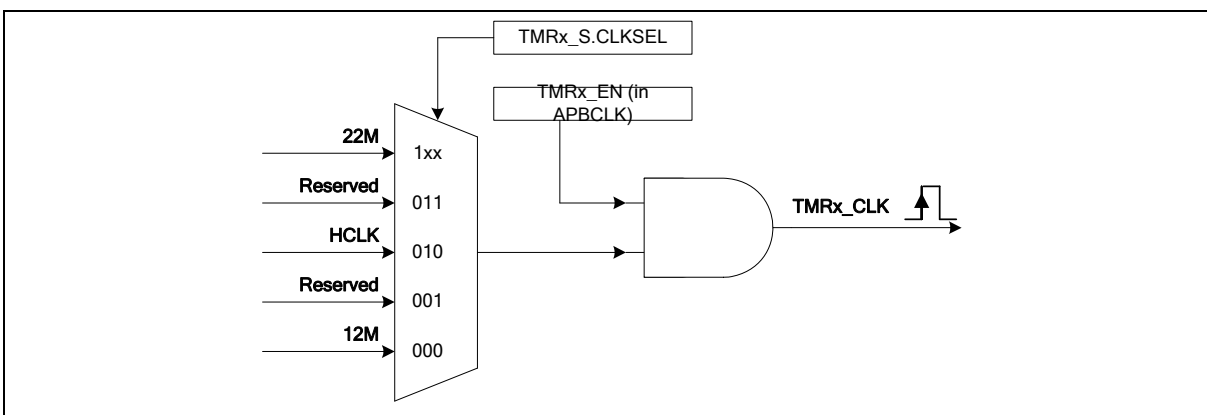 TMRx_S.CLKSEL
TMRx_EN (in
APBCLK)
22M
1xx
Reserved
011
HCLK
010
Reserved
001
12M
000
TMRx_CLK